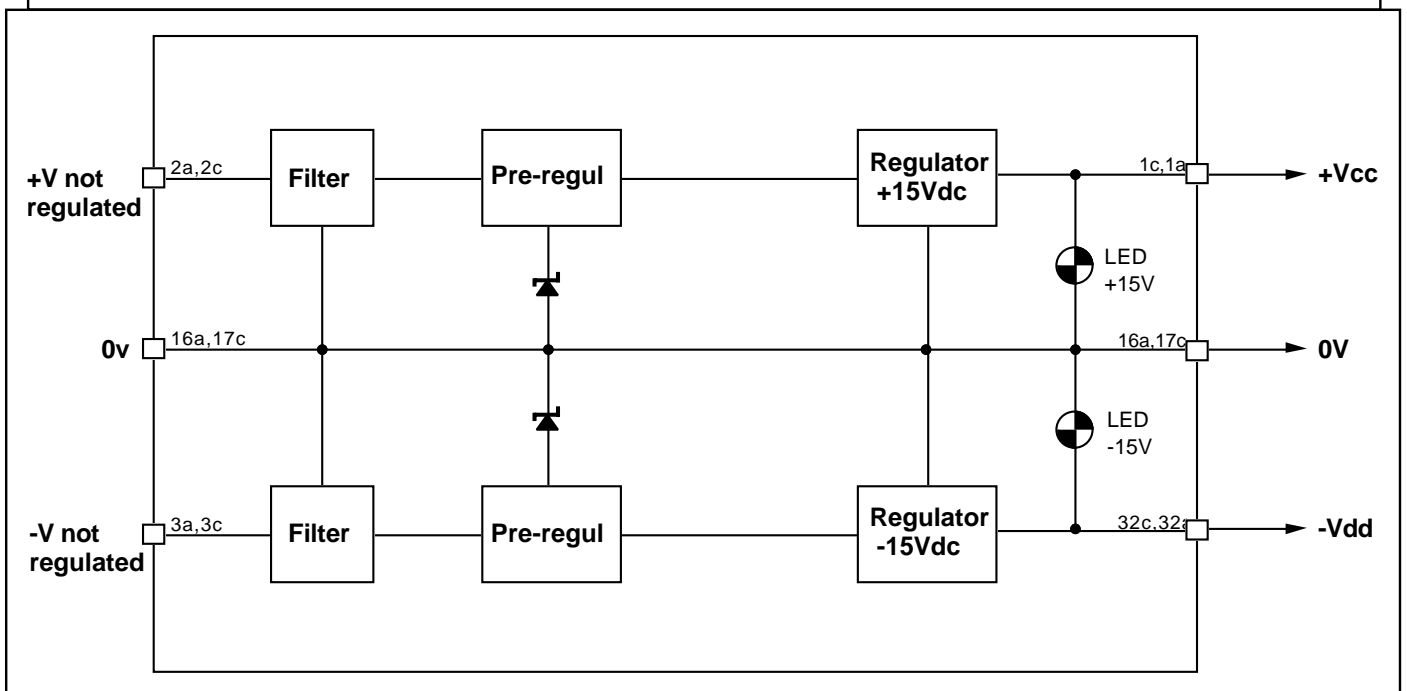 +V not
regulated
2a,2c
Filter
Pre-regul
Regulator
+15Vdc
1c,1a
+Vcc
LED
+15V
0v
16a,17c
16a,17c
0V
LED
-15V
-V not
regulated
3a,3c
Filter
Pre-regul
Regulator
-15Vdc
32c,32a
-Vdd